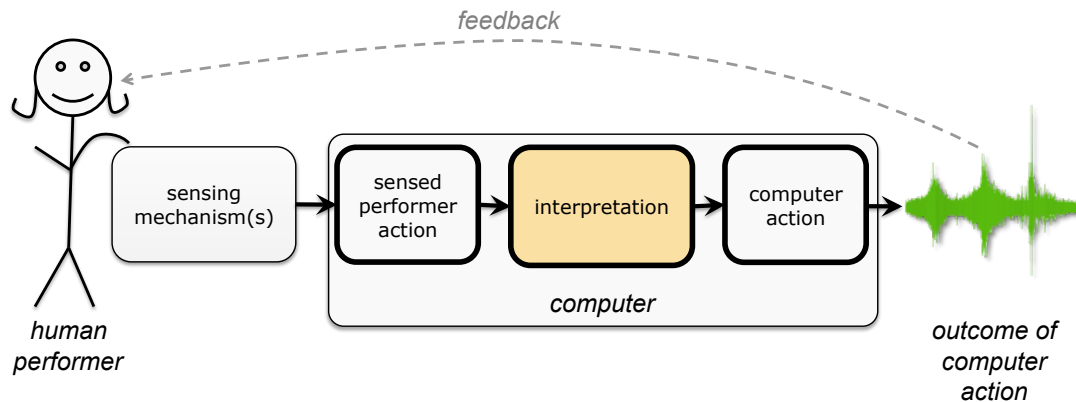 feedback
sensing
mechanism(s)
sensed
performer
action
interpretation
computer
action
computer
human
performer
outcome of
computer
action